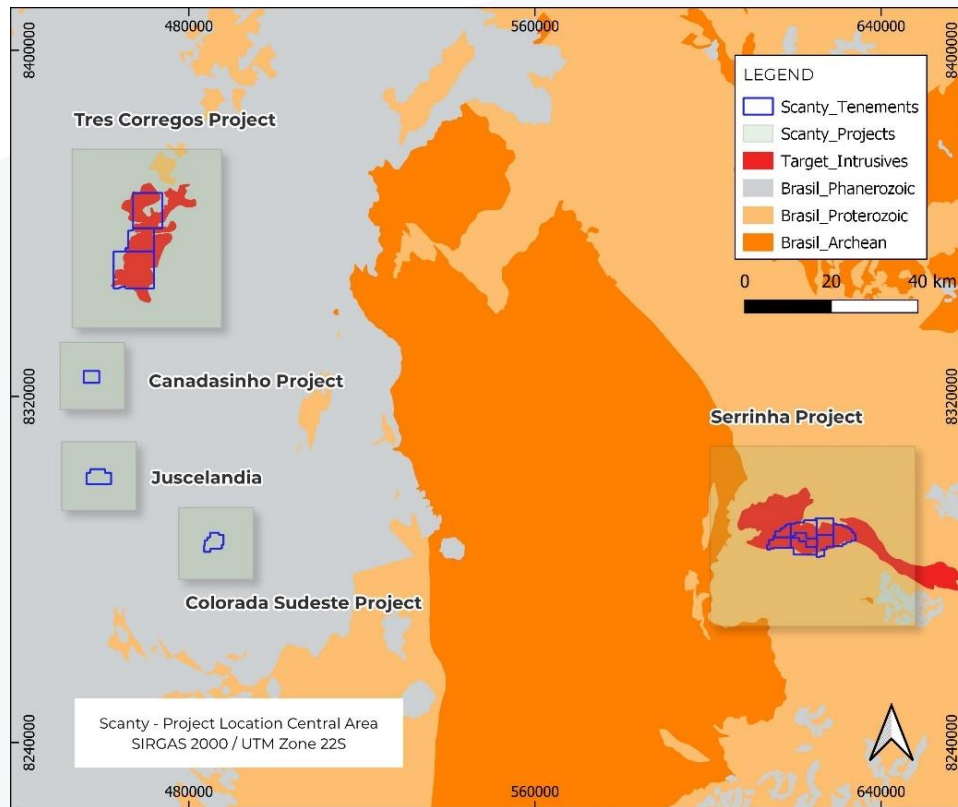 480000
560000
640000
8400000
8400000
LEGEND
Scanty_Tenements
Scanty_Projects
Target_Intrusives
Brasil_Phanerozoic
Brasil_Proterozoic
Brasil_Archean
0 20 40 km
Tres Corregos Project
Canadasinho Project
8320000
8320000
Serrinha Project
Juscelandia
Colorada Sudeste Project
Scanty - Project Location Central Area
SIRGAS 2000 / UTM Zone 22S
8240000
8240000
480000
560000
640000